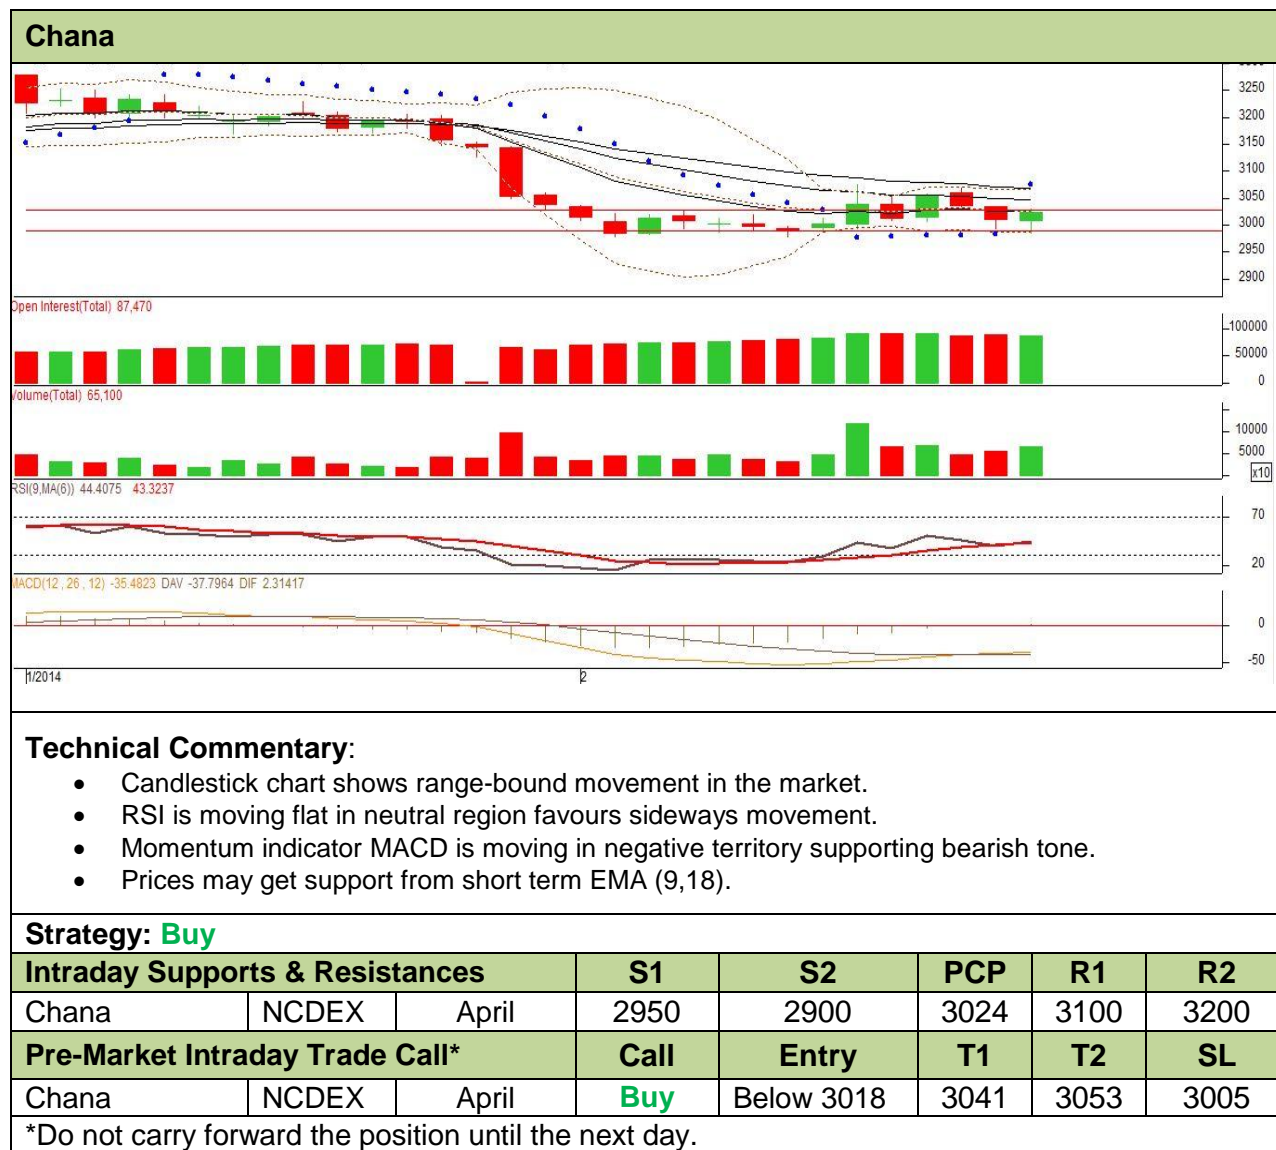 Chana
3250
3200
3150
3100
3050
3000
2950
2900
Open Interest(Total) 87,470
100000
50000
0
Volume(Total) 65,100
10000
5000
x10
RSI(9,MA(6)) 44.4075 43.3237
70
20
MACD(12 , 26 , 12) -35.4823 DAV -37.7964 DIF 2.31417
0
-50
1/2014 2
Technical Commentary:
• Candlestick chart shows range-bound movement in the market.
• RSI is moving flat in neutral region favours sideways movement.
• Momentum indicator MACD is moving in negative territory supporting bearish tone.
• Prices may get support from short term EMA (9,18).
Strategy: Buy
Intraday Supports & Resistances S1 S2 PCP R1 R2
Chana NCDEX April 2950 2900 3024 3100 3200
Pre-Market Intraday Trade Call* Call Entry T1 T2 SL
Chana NCDEX April Buy Below 3018 3041 3053 3005
*Do not carry forward the position until the next day.